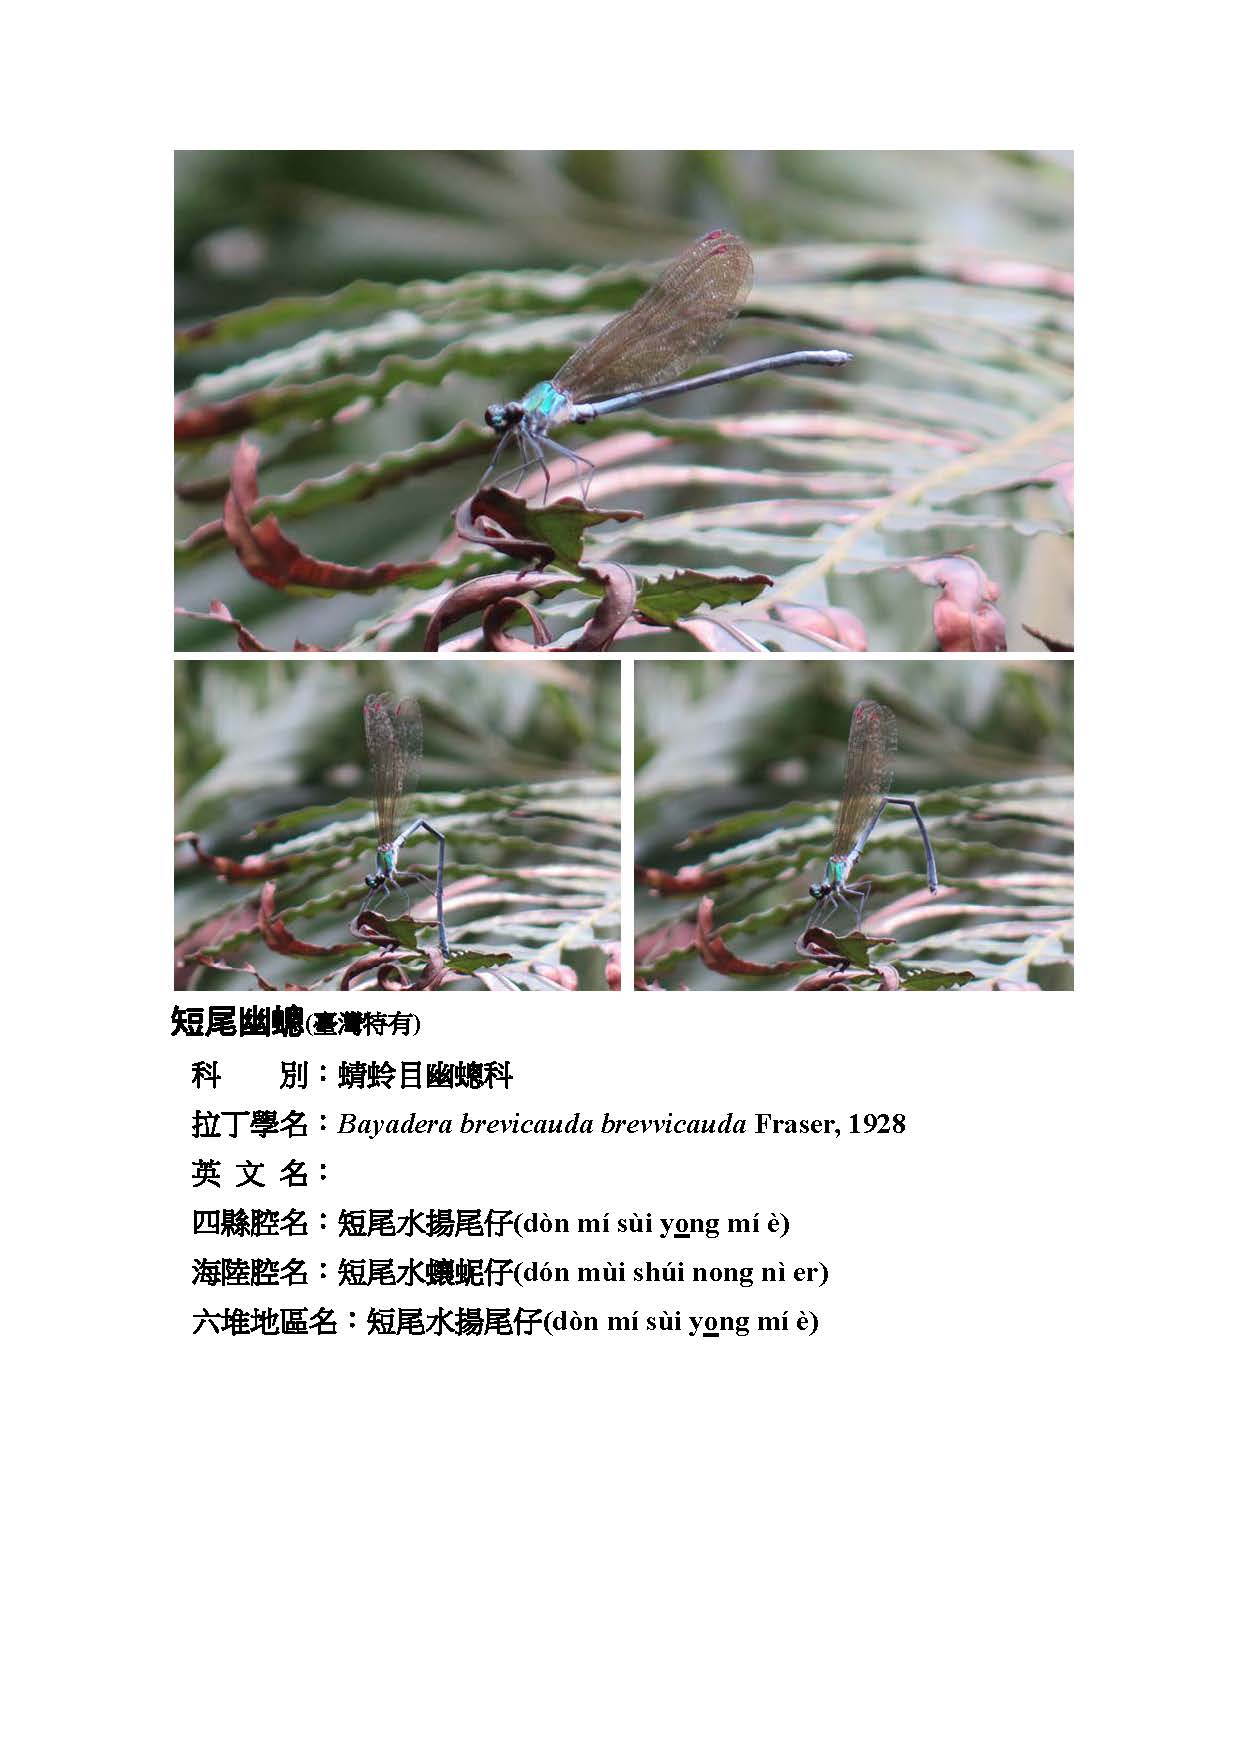 短尾幽蟌(臺灣特有)
科　　別：蜻蛉目幽蟌科
拉丁學名：Bayadera brevicauda brevvicauda Fraser, 1928
英 文 名：
四縣腔名：短尾水揚尾仔(dòn mí sùi yong mí è)
海陸腔名：短尾水蠰蚭仔(dón mùi shúi nong nì er)
六堆地區名：短尾水揚尾仔(dòn mí sùi yong mí è)